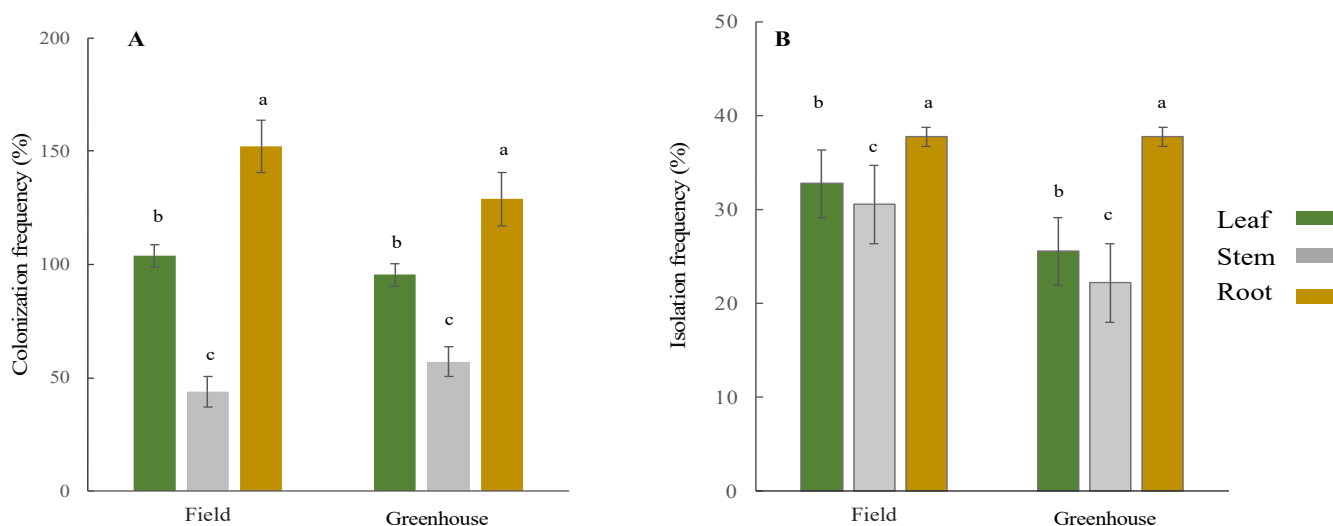 A
Colonization frequency (%)
200
150
100
50
0
b
c
a
b
c
a
Field
Greenhouse
B
Isolation frequency (%)
50
40
30
20
10
0
b
c
a
b
c
a
Field
Greenhouse
Leaf
Stem
Root